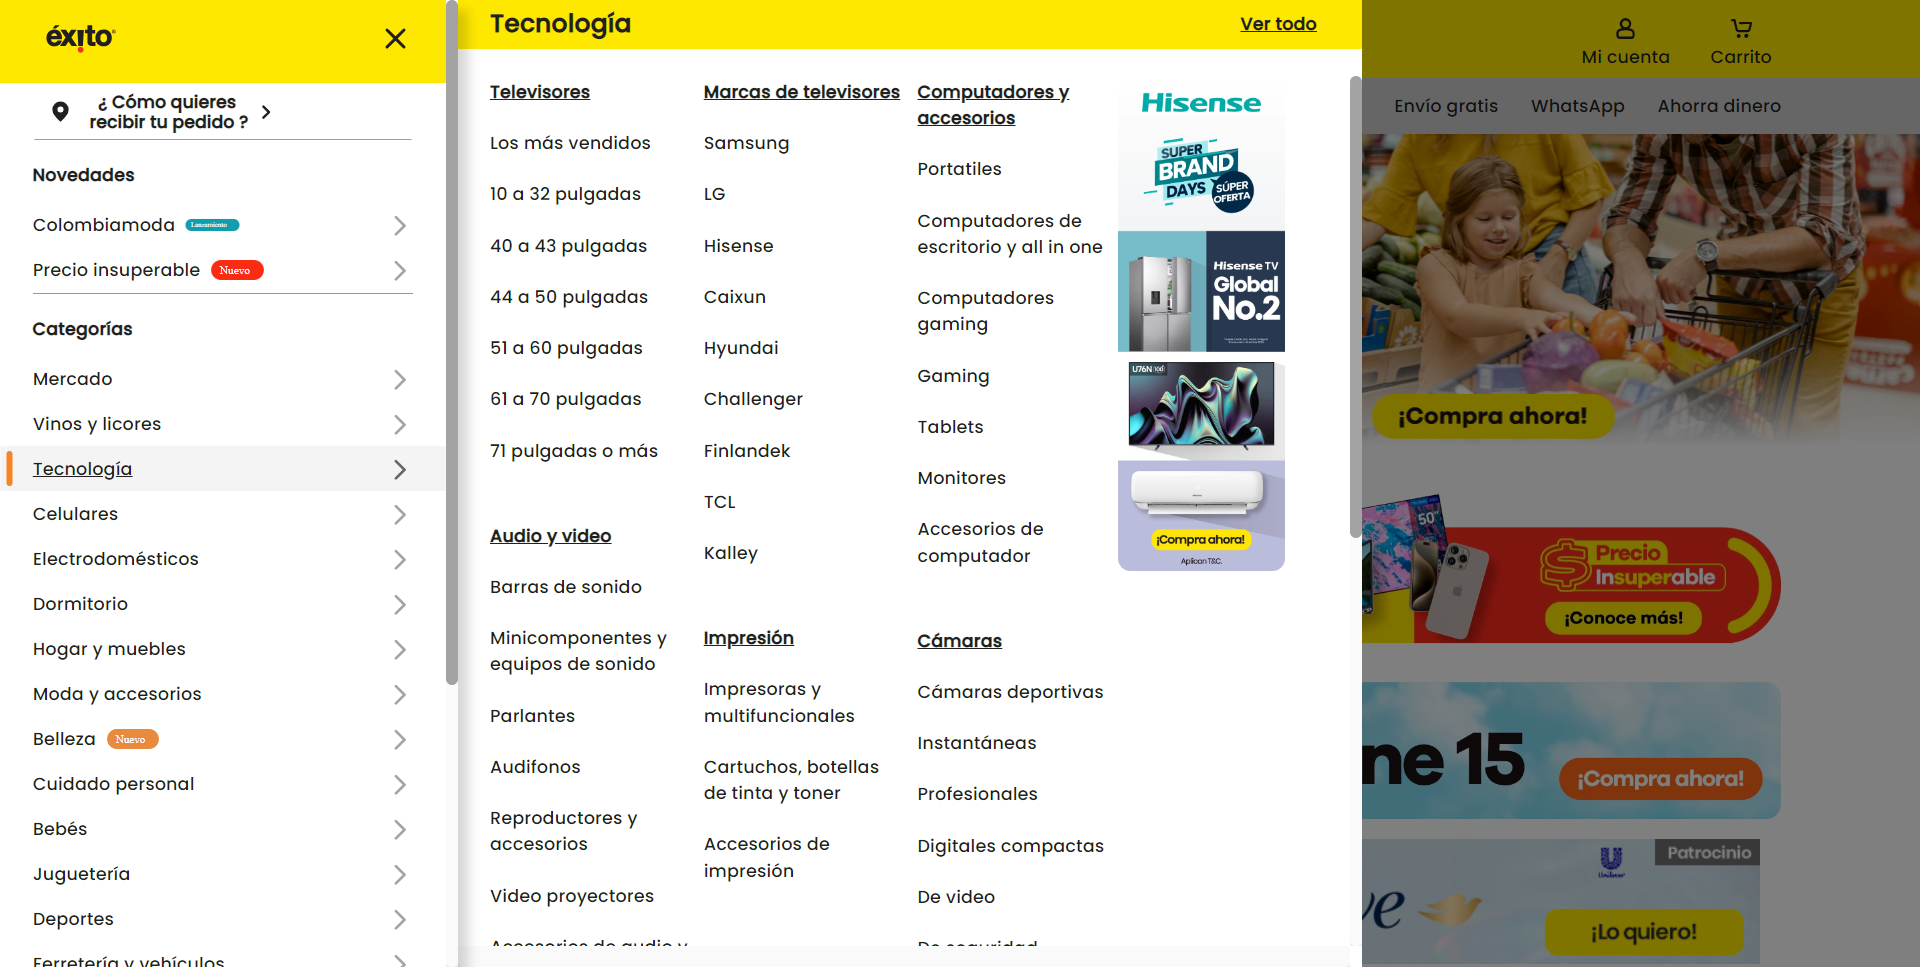 éxito
¿ Cómo quieres
recibir tu pedido ?
Novedades
Colombiamoda Lanzamiento
Precio insuperable Nuevo
Categorías
Mercado
Vinos y licores
Tecnología
Celulares
Electrodomésticos
Dormitorio
Hogar y muebles
Moda y accesorios
Belleza Nuevo
Cuidado personal
Bebés
Juguetería
Deportes
Ferretería y vehículos
Tecnología
Ver todo
Televisores
Los más vendidos
10 a 32 pulgadas
40 a 43 pulgadas
44 a 50 pulgadas
51 a 60 pulgadas
61 a 70 pulgadas
71 pulgadas o más
Audio y video
Barras de sonido
Minicomponentes y
equipos de sonido
Parlantes
Audifonos
Reproductores y
accesorios
Video proyectores
Accesorios de audio y
Marcas de televisores
Samsung
LG
Hisense
Caixun
Hyundai
Challenger
Finlandek
TCL
Kalley
Impresión
Impresoras y
multifuncionales
Cartuchos, botellas
de tinta y toner
Accesorios de
impresión
Computadores y
accesorios
Portatiles
Computadores de
escritorio y all in one
Computadores
gaming
Gaming
Tablets
Monitores
Accesorios de
computador
Cámaras
Cámaras deportivas
Instantáneas
Profesionales
Digitales compactas
De video
De seguridad
Hisense
SUPER
BRAND
DAYS
SÚPER
OFERTA
Hisense TV
Global
No.2
U76N 100"
¡Compra ahora!
Aplican T&C.
Mi cuenta
Carrito
Envío gratis
WhatsApp
Ahorra dinero
¡Compra ahora!
50"
Precio
Insuperable
¡Conoce más!
ne 15
¡Compra ahora!
Patrocinio
Unilever
ve
¡Lo quiero!